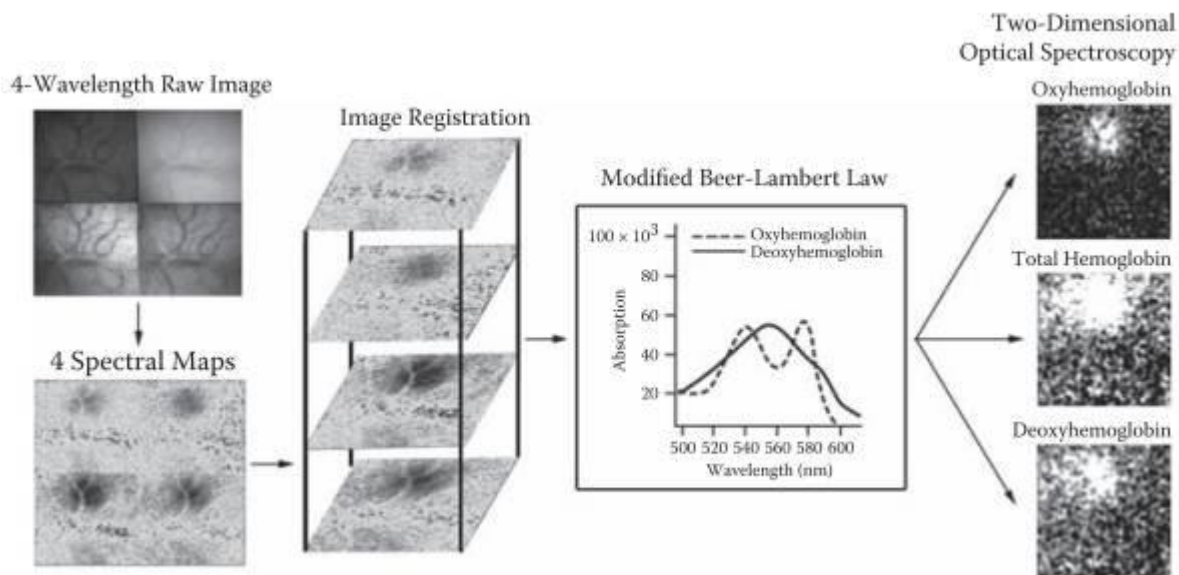 4-Wavelength Raw Image
4 Spectral Maps
Image Registration
Modified Beer-Lambert Law
Oxyhemoglobin
Deoxyhemoglobin
100 × 10³
80
60
40
20
Absorption
500 520 540 560 580 600
Wavelength (nm)
Two-Dimensional
Optical Spectroscopy
Oxyhemoglobin
Total Hemoglobin
Deoxyhemoglobin